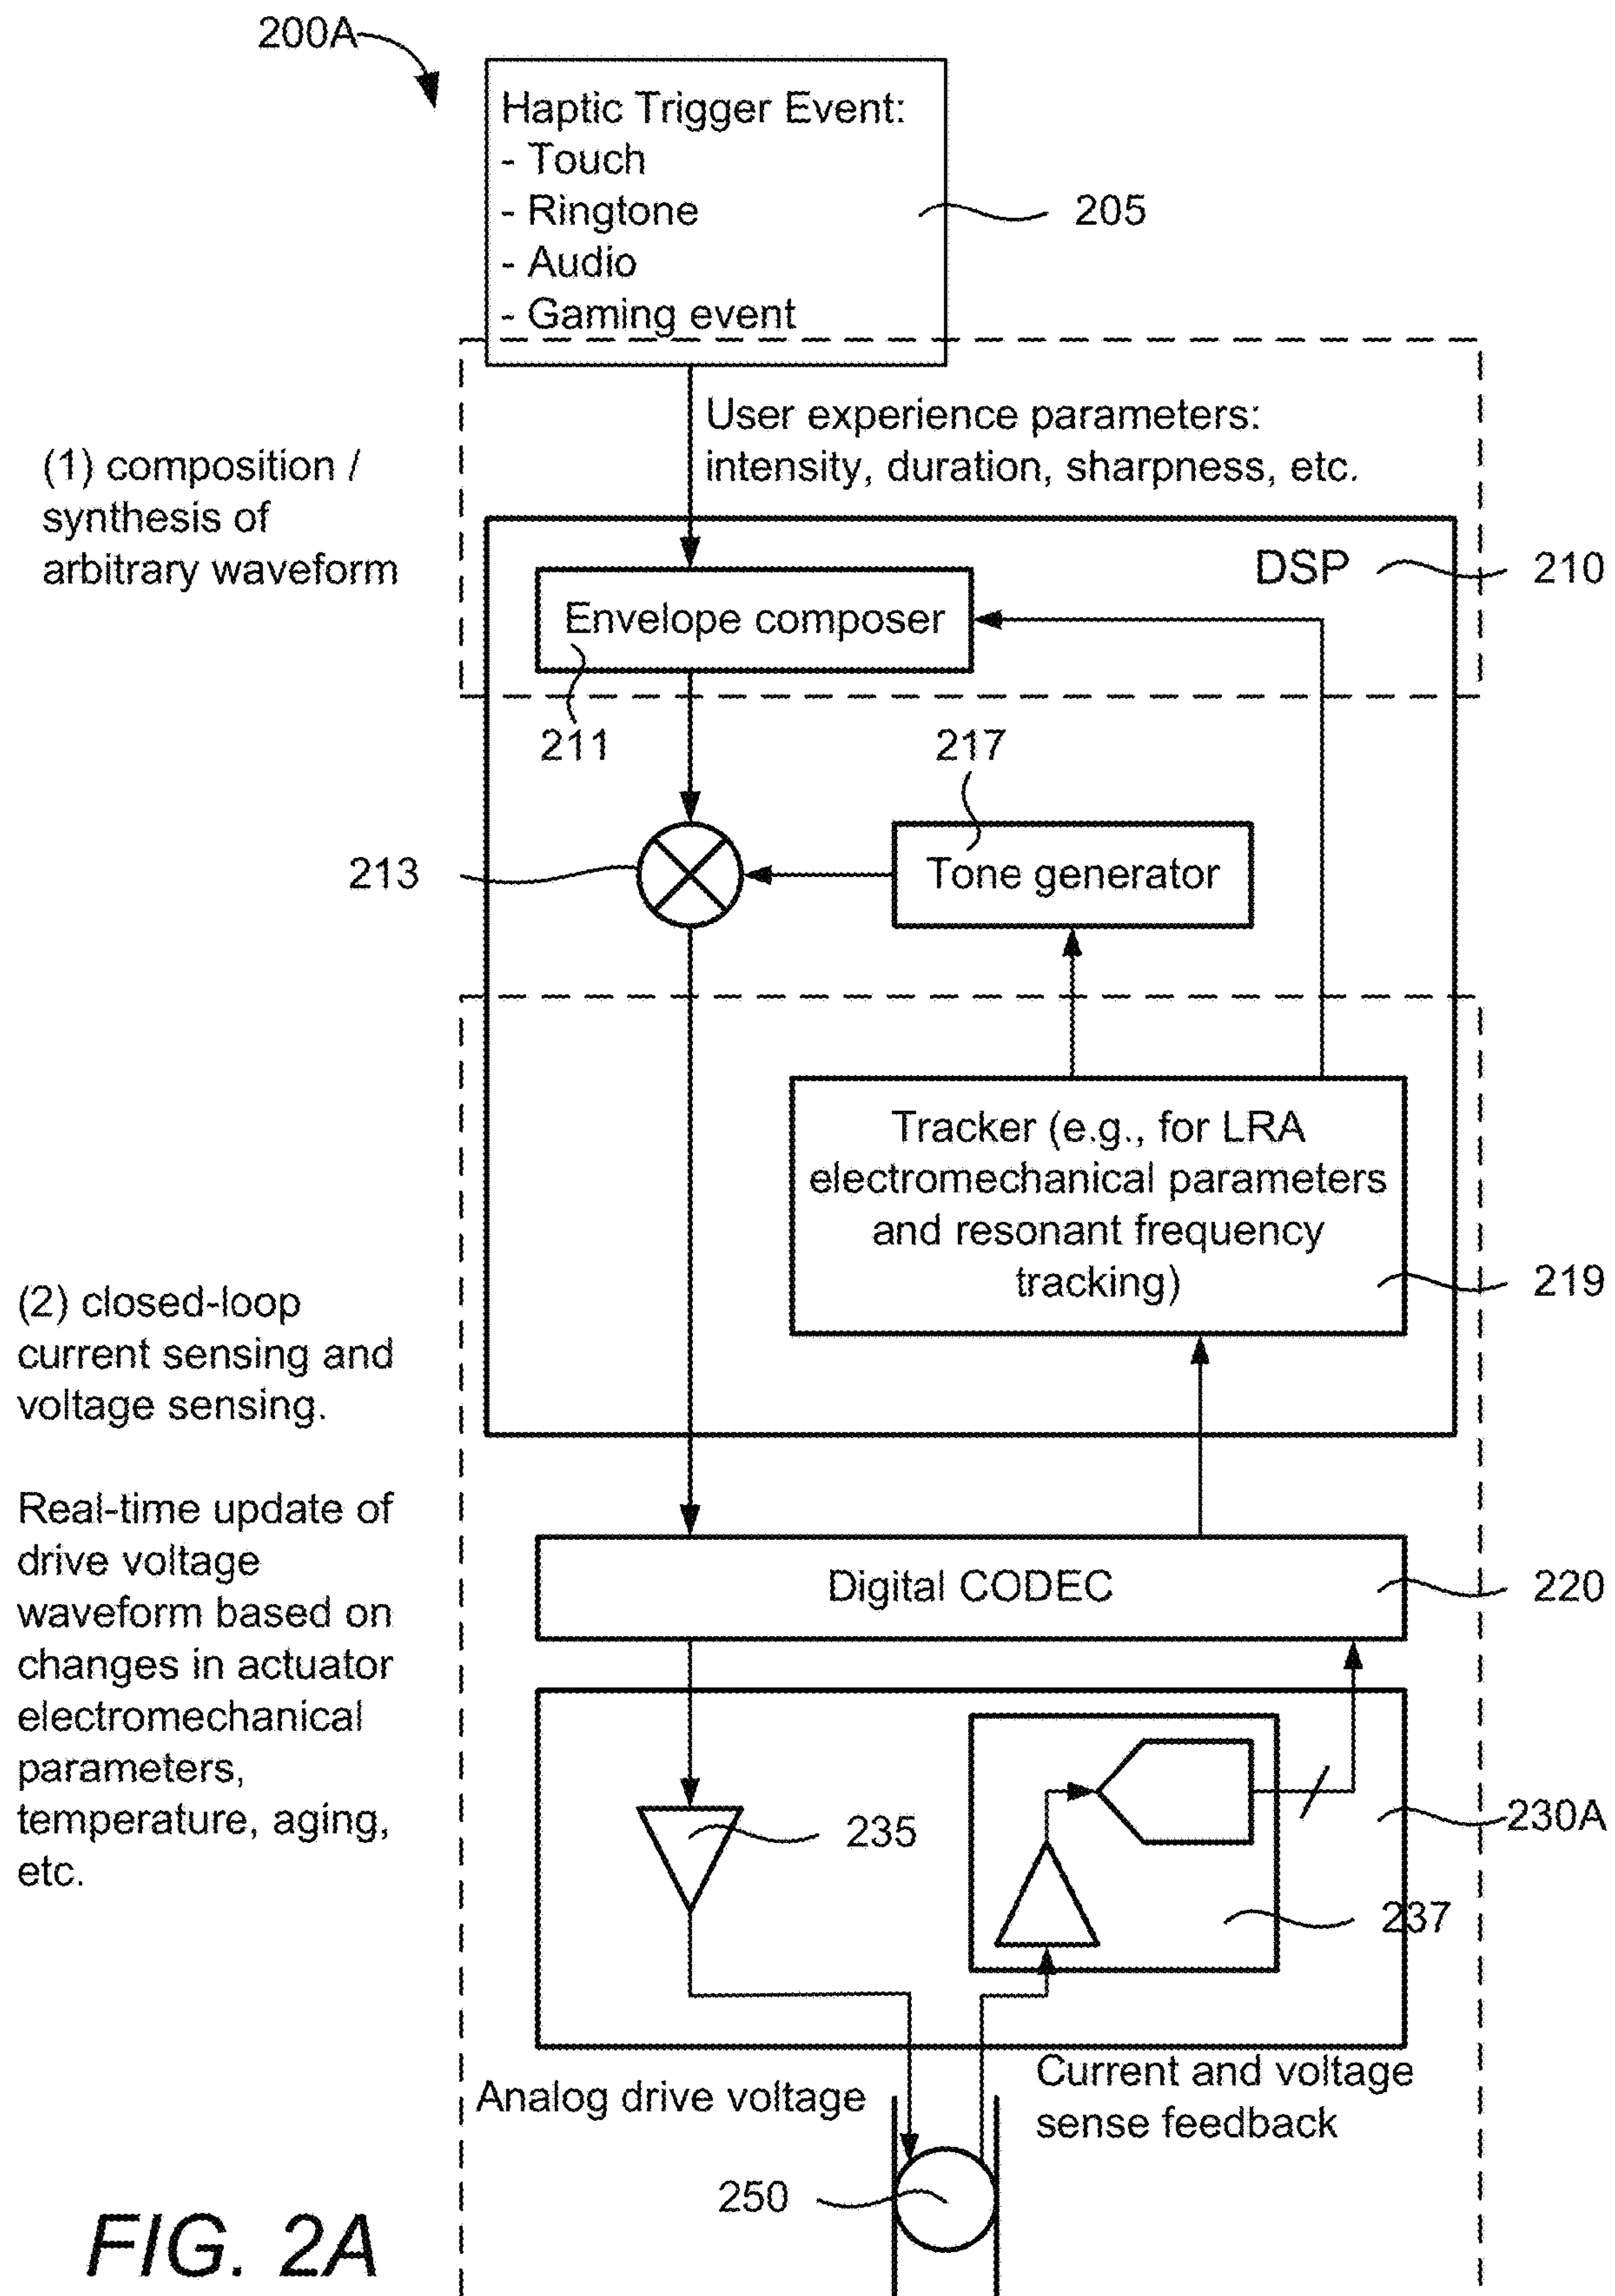 200A
Haptic Trigger Event:
- Touch
- Ringtone
- Audio
- Gaming event
205
(1) composition /
synthesis of
arbitrary waveform
User experience parameters:
intensity, duration, sharpness, etc.
DSP
210
Envelope composer
211
217
213
Tone generator
Tracker (e.g., for LRA
electromechanical parameters
and resonant frequency
tracking)
219
(2) closed-loop
current sensing and
voltage sensing.
Real-time update of
drive voltage
waveform based on
changes in actuator
electromechanical
parameters,
temperature, aging,
etc.
Digital CODEC
220
235
230A
237
Analog drive voltage
Current and voltage
sense feedback
250
FIG. 2A